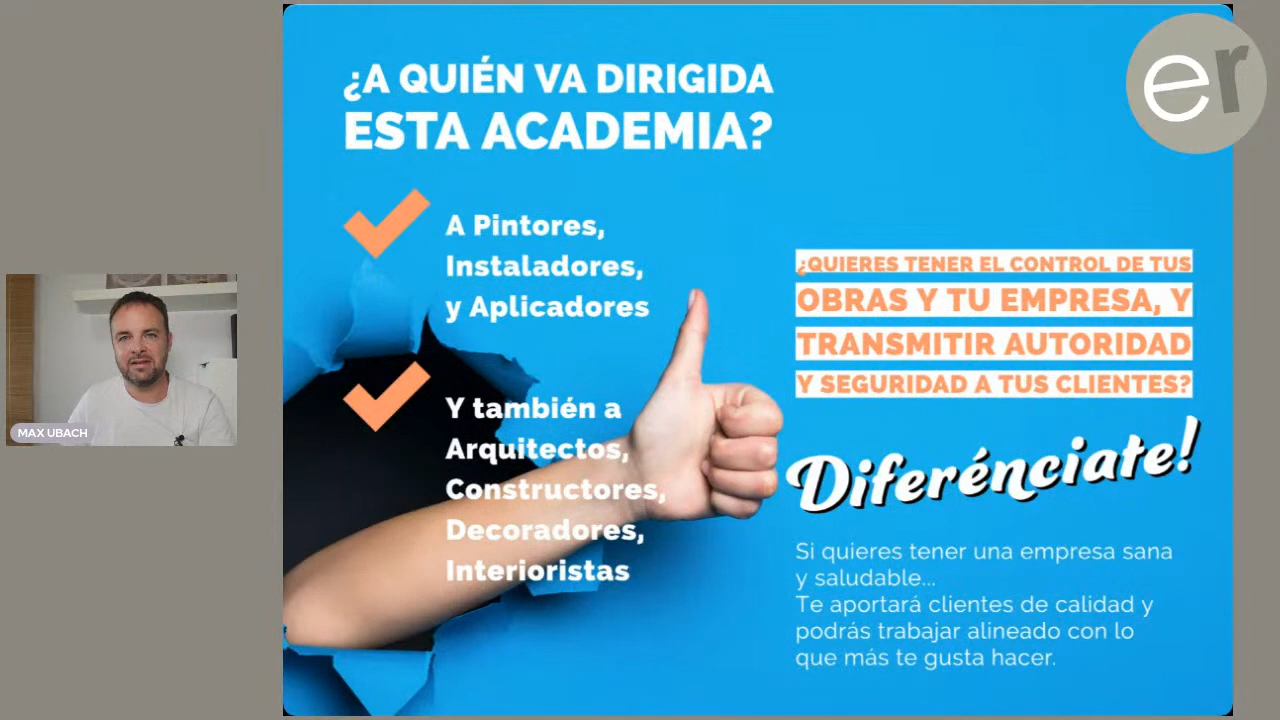 ¿A QUIÉN VA DIRIGIDA
ESTA ACADEMIA?
A Pintores,
Instaladores,
y Aplicadores
Y también a
Arquitectos,
Constructores,
Decoradores,
Interioristas
¿QUIERES TENER EL CONTROL DE TUS
OBRAS Y TU EMPRESA, Y
TRANSMITIR AUTORIDAD
Y SEGURIDAD A TUS CLIENTES?
Diferénciate!
Si quieres tener una empresa sana
y saludable...
Te aportará clientes de calidad y
podrás trabajar alineado con lo
que más te gusta hacer.
er
MAX UBACH